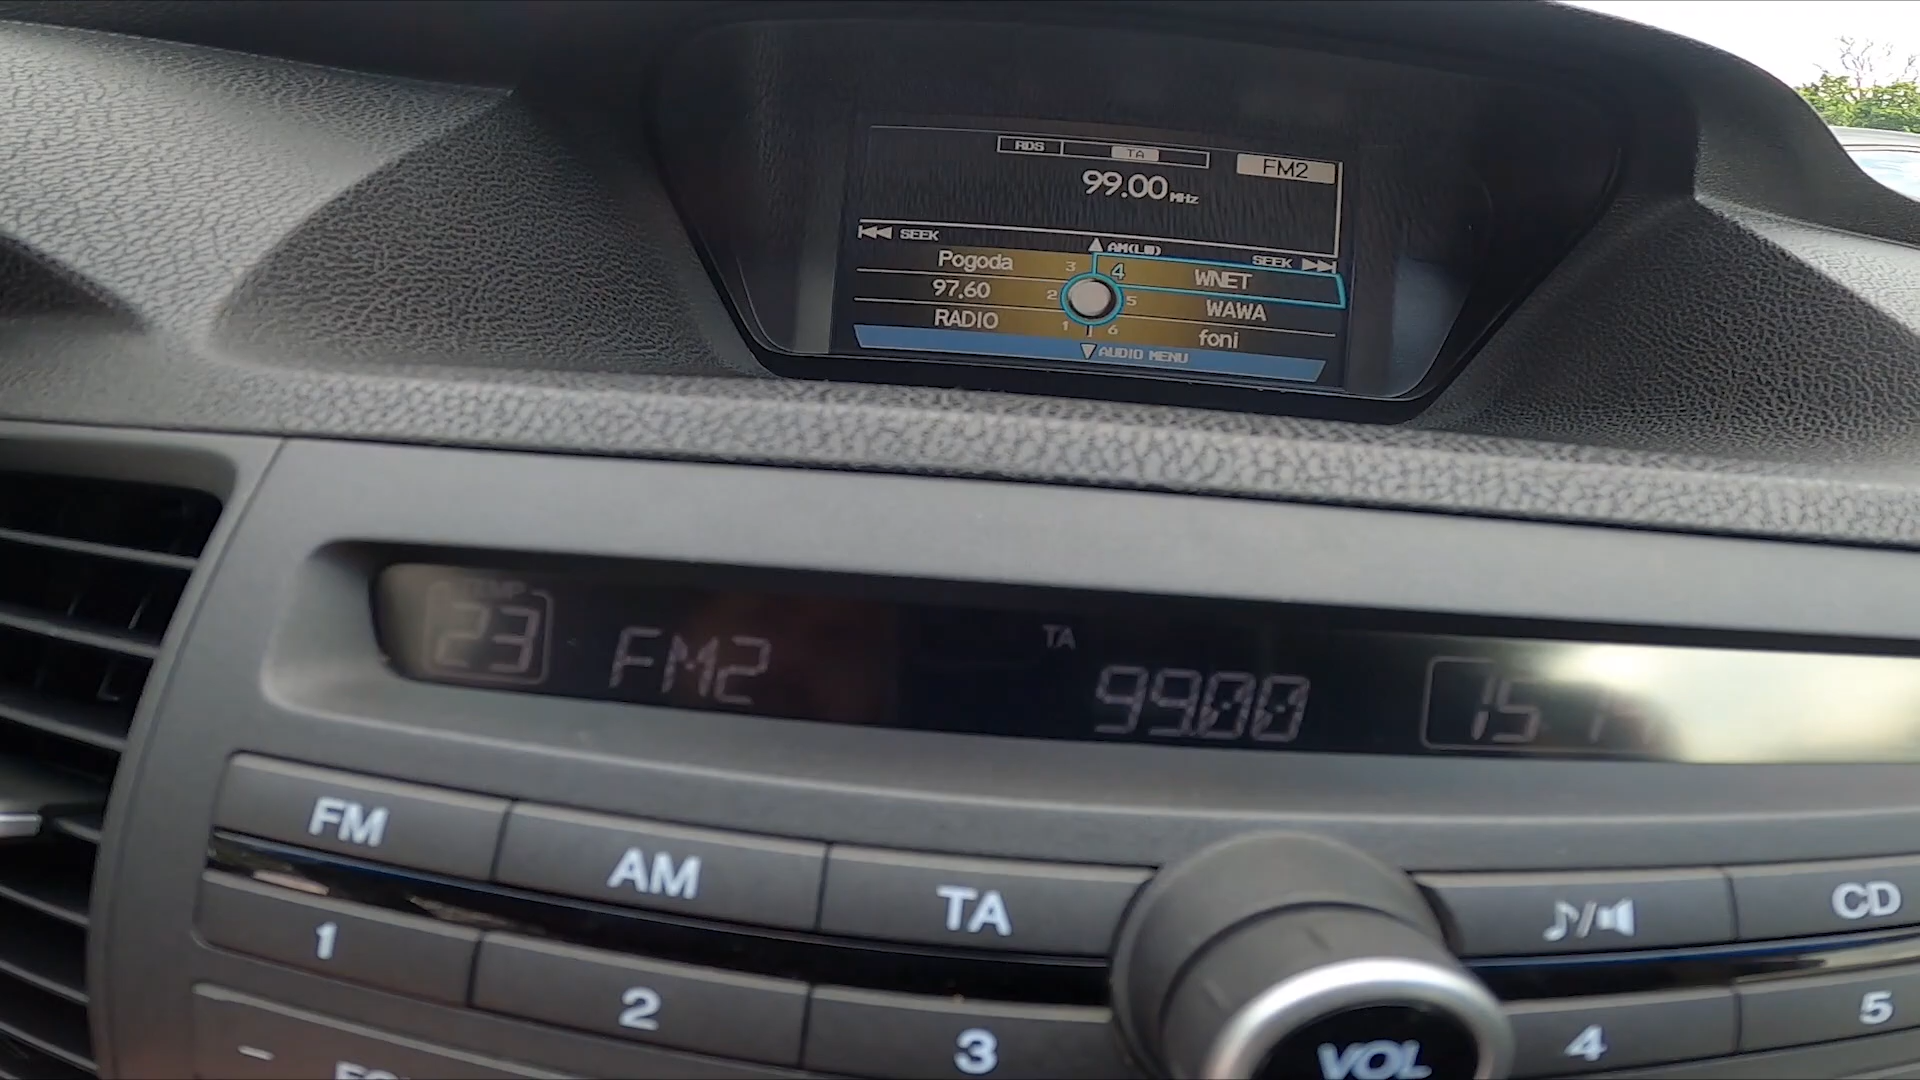 RDS TA FM2
99.00 MHz
SEEK AM(LW) SEEK
Pogoda 3 4 WNET
97.60 2 5 WAWA
RADIO 1 6 foni
AUDIO MENU
23 FM2 TA 99.00 15
FM AM TA CD
1 2 3 4 5
VOL